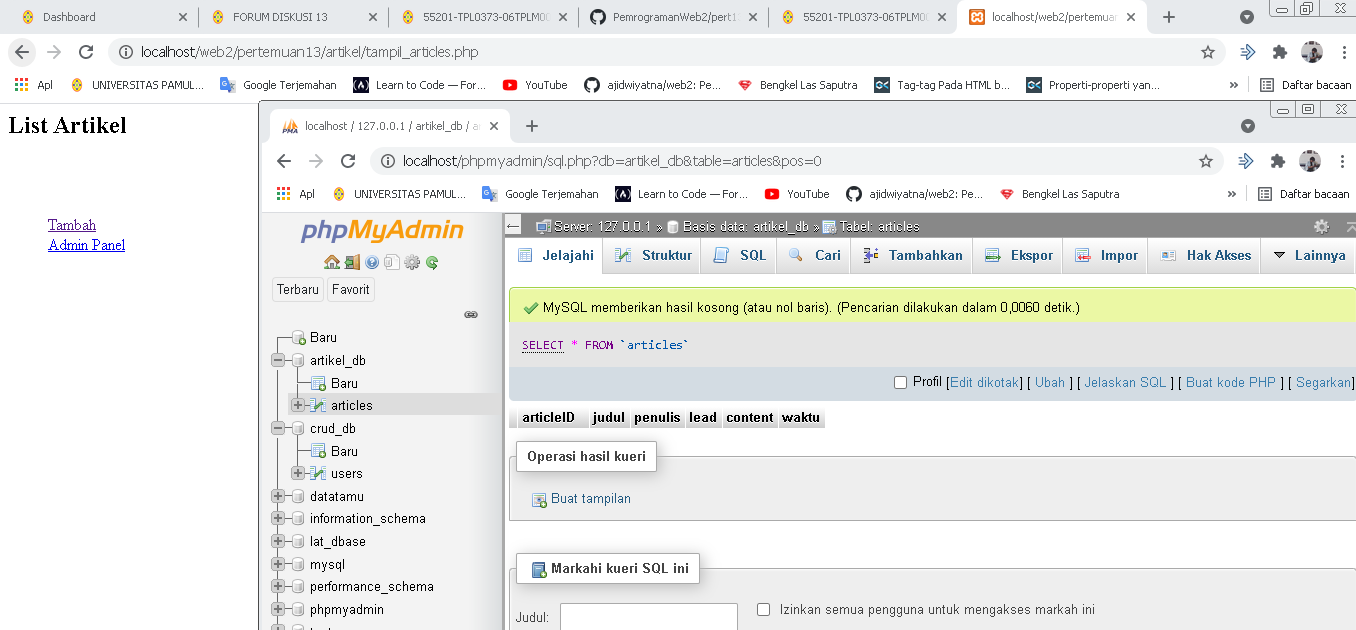 Dashboard
FORUM DISKUSI 13
55201-TPL0373-06TPLM00
PemrogramanWeb2/pert1
55201-TPL0373-06TPLM0
localhost/web2/pertemuan
localhost/web2/pertemuan13/artikel/tampil_articles.php
Apl
UNIVERSITAS PAMUL...
Google Terjemahan
Learn to Code — For...
YouTube
ajidwiyatna/web2: Pe...
Bengkel Las Saputra
Tag-tag Pada HTML b...
Properti-properti yan...
»
Daftar bacaan
List Artikel
Tambah
Admin Panel
localhost / 127.0.0.1 / artikel_db / a
localhost/phpmyadmin/sql.php?db=artikel_db&table=articles&pos=0
Apl
UNIVERSITAS PAMUL...
Google Terjemahan
Learn to Code — For...
YouTube
ajidwiyatna/web2: Pe...
Bengkel Las Saputra
»
Daftar bacaan
phpMyAdmin
Terbaru
Favorit
Baru
artikel_db
Baru
articles
crud_db
Baru
users
datatamu
information_schema
lat_dbase
mysql
performance_schema
phpmyadmin
Server: 127.0.0.1 » Basis data: artikel_db » Tabel: articles
Jelajahi
Struktur
SQL
Cari
Tambahkan
Ekspor
Impor
Hak Akses
Lainnya
MySQL memberikan hasil kosong (atau nol baris). (Pencarian dilakukan dalam 0,0060 detik.)
SELECT * FROM `articles`
Profil [Edit dikotak] [ Ubah ] [ Jelaskan SQL ] [ Buat kode PHP ] [ Segarkan]
articleID judul penulis lead content waktu
Operasi hasil kueri
Buat tampilan
Markahi kueri SQL ini
Judul:
Izinkan semua pengguna untuk mengakses markah ini